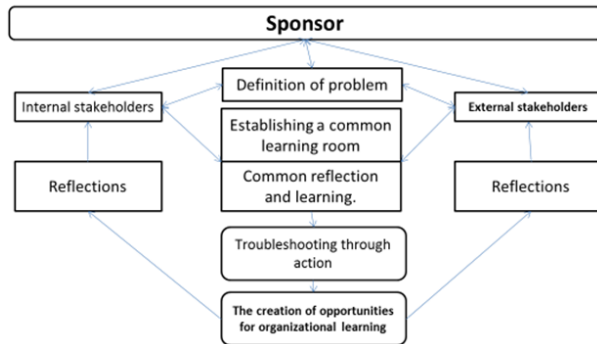 Sponsor
Definition of problem
Internal stakeholders
External stakeholders
Establishing a common
learning room
Reflections
Common reflection
and learning.
Reflections
Troubleshooting through
action
The creation of opportunities
for organizational learning